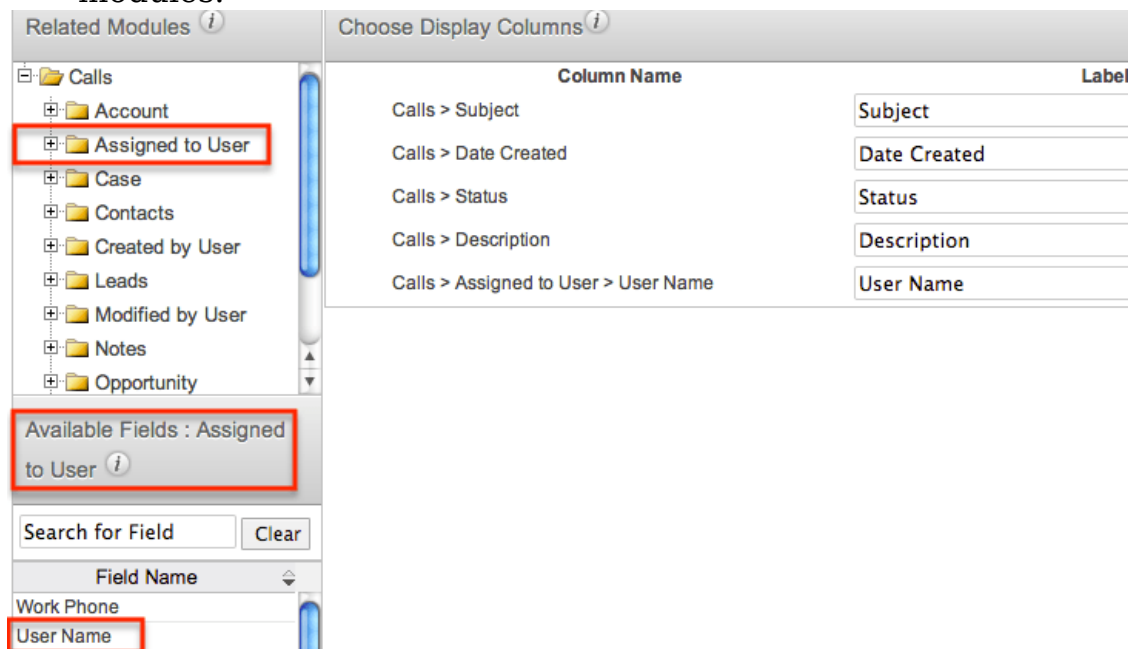 modules.
Related Modules i
Choose Display Columns i
Calls
Account
Assigned to User
Case
Contacts
Created by User
Leads
Modified by User
Notes
Opportunity
Column Name Label
Calls > Subject Subject
Calls > Date Created Date Created
Calls > Status Status
Calls > Description Description
Calls > Assigned to User > User Name User Name
Available Fields : Assigned
to User i
Search for Field Clear
Field Name
Work Phone
User Name